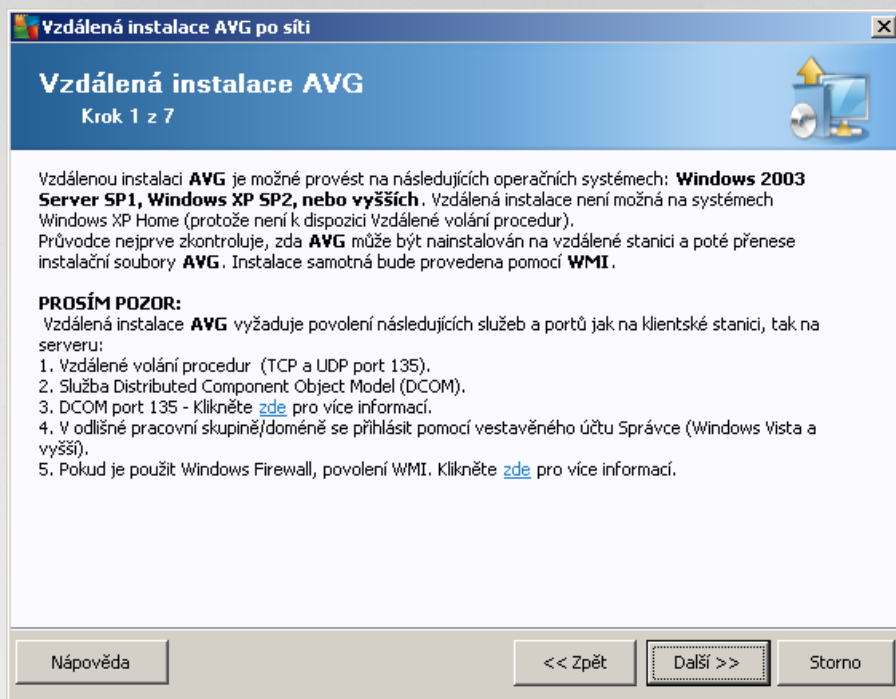 Vzdálená instalace AVG po síti
Vzdálená instalace AVG
Krok 1 z 7
Vzdálenou instalaci AVG je možné provést na následujících operačních systémech: Windows 2003
Server SP1, Windows XP SP2, nebo vyšších. Vzdálená instalace není možná na systémech
Windows XP Home (protože není k dispozici Vzdálené volání procedur).
Průvodce nejprve zkontroluje, zda AVG může být nainstalován na vzdálené stanici a poté přenese
instalační soubory AVG. Instalace samotná bude provedena pomocí WMI.
PROSÍM POZOR:
Vzdálená instalace AVG vyžaduje povolení následujících služeb a portů jak na klientské stanici, tak na
serveru:
1. Vzdálené volání procedur (TCP a UDP port 135).
2. Služba Distributed Component Object Model (DCOM).
3. DCOM port 135 - Klikněte zde pro více informací.
4. V odlišné pracovní skupině/doméně se přihlásit pomocí vestavěného účtu Správce (Windows Vista a
vyšší).
5. Pokud je použit Windows Firewall, povolení WMI. Klikněte zde pro více informací.
Nápověda
<< Zpět
Další >>
Storno